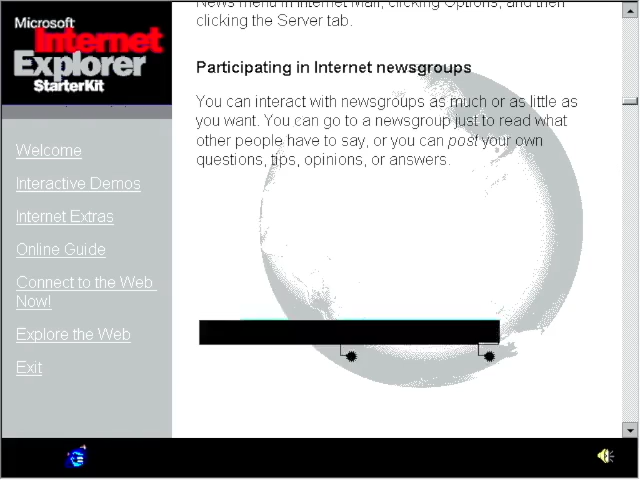 Microsoft
Internet
Explorer
StarterKit
Welcome
Interactive Demos
Internet Extras
Online Guide
Connect to the Web
Now!
Explore the Web
Exit
News menu in Internet Mail, clicking Options, and then
clicking the Server tab.
Participating in Internet newsgroups
You can interact with newsgroups as much or as little as
you want. You can go to a newsgroup just to read what
other people have to say, or you can post your own
questions, tips, opinions, or answers.